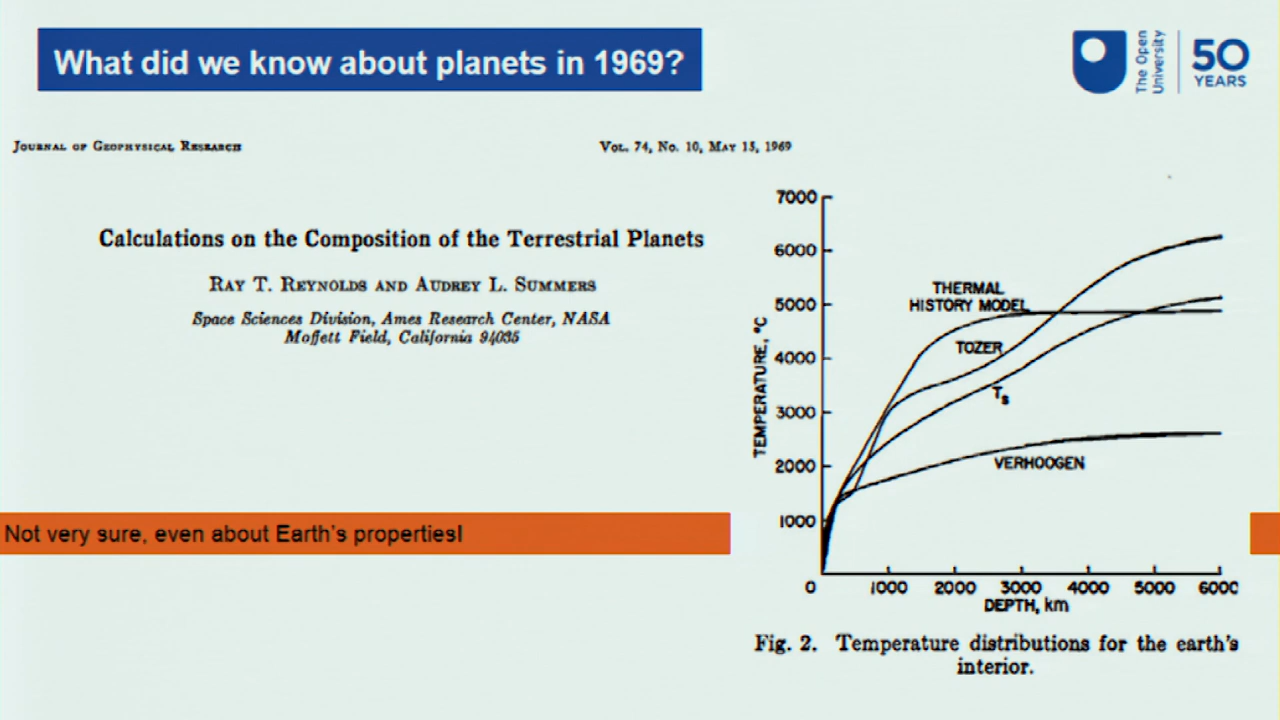 What did we know about planets in 1969?
The Open
University
50
YEARS
Journal of Geophysical Research
Vol. 74, No. 10, May 15, 1969
Calculations on the Composition of the Terrestrial Planets
Ray T. Reynolds and Audrey L. Summers
Space Sciences Division, Ames Research Center, NASA
Moffett Field, California 94035
Not very sure, even about Earth's properties!
7000
6000
5000
4000
3000
2000
1000
TEMPERATURE, °C
THERMAL
HISTORY MODEL
TOZER
Ts
VERHOOGEN
0 1000 2000 3000 4000 5000 6000
DEPTH, km
Fig. 2. Temperature distributions for the earth's
interior.